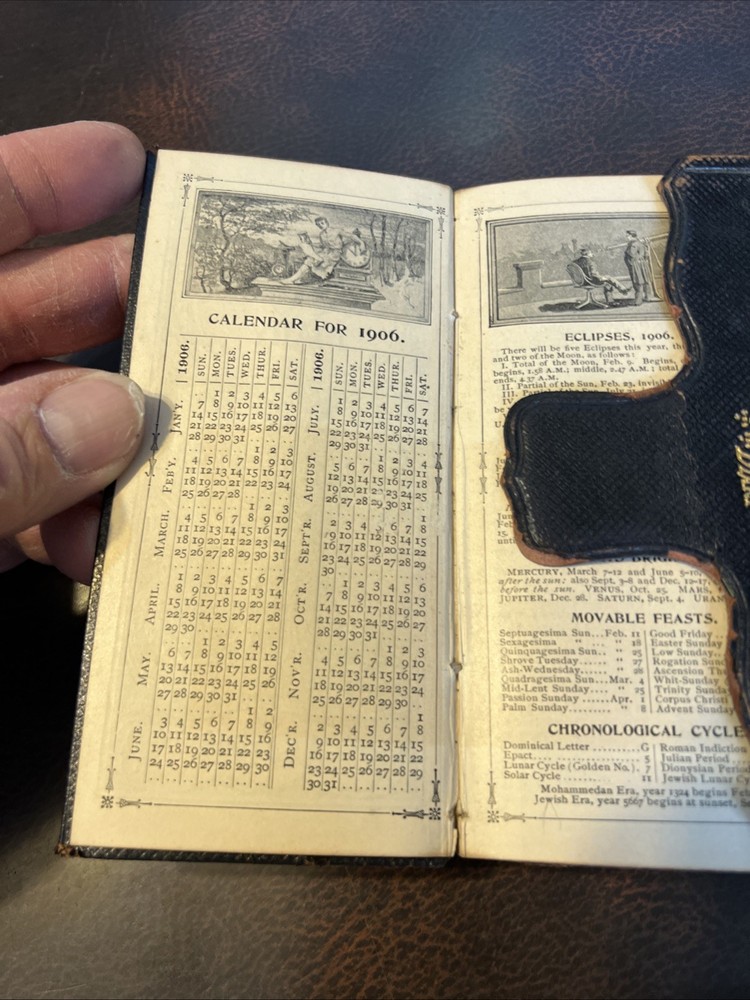 CALENDAR FOR 1906.
1906. SUN. MON. TUES. WED. THUR. FRI. SAT.
JAN'Y.
1 2 3 4 5 6
7 8 9 10 11 12 13
14 15 16 17 18 19 20
21 22 23 24 25 26 27
28 29 30 31
FEB'Y.
1 2 3
4 5 6 7 8 9 10
11 12 13 14 15 16 17
18 19 20 21 22 23 24
25 26 27 28
MARCH.
1 2 3
4 5 6 7 8 9 10
11 12 13 14 15 16 17
18 19 20 21 22 23 24
25 26 27 28 29 30 31
APRIL.
1 2 3 4 5 6 7
8 9 10 11 12 13 14
15 16 17 18 19 20 21
22 23 24 25 26 27 28
29 30
MAY.
1 2 3 4 5
6 7 8 9 10 11 12
13 14 15 16 17 18 19
20 21 22 23 24 25 26
27 28 29 30 31
JUNE.
1 2
3 4 5 6 7 8 9
10 11 12 13 14 15 16
17 18 19 20 21 22 23
24 25 26 27 28 29 30
1906. SUN. MON. TUES. WED. THUR. FRI. SAT.
JULY.
1 2 3 4 5 6 7
8 9 10 11 12 13 14
15 16 17 18 19 20 21
22 23 24 25 26 27 28
29 30 31
AUGUST.
1 2 3 4
5 6 7 8 9 10 11
12 13 14 15 16 17 18
19 20 21 22 23 24 25
26 27 28 29 30 31
SEPT'R.
1
2 3 4 5 6 7 8
9 10 11 12 13 14 15
16 17 18 19 20 21 22
23 24 25 26 27 28 29
30
OCT'R.
1 2 3 4 5 6
7 8 9 10 11 12 13
14 15 16 17 18 19 20
21 22 23 24 25 26 27
28 29 30 31
NOV'R.
1 2 3
4 5 6 7 8 9 10
11 12 13 14 15 16 17
18 19 20 21 22 23 24
25 26 27 28 29 30
DEC'R.
1
2 3 4 5 6 7 8
9 10 11 12 13 14 15
16 17 18 19 20 21 22
23 24 25 26 27 28 29
30 31
ECLIPSES, 1906.
There will be five Eclipses this year, th
and two of the Moon, as follows:
I. Total of the Moon, Feb. 9. Begins,
begins, 1.58 A.M.; middle, 2.47 A.M.; total
ends, 4.37 A.M.
II. Partial of the Sun, Feb. 23, invisi
MERCURY, March 7-12 and June 5-10,
after the sun: also Sept. 3-8 and Dec. 12-17,
before the sun. VENUS, Oct. 25. MARS,
JUPITER, Dec. 28. SATURN, Sept. 4. URAN
MOVABLE FEASTS.
Septuagesima Sun...Feb. 11 Good Friday
Sexagesima " " 18 Easter Sunday
Quinquagesima Sun.. " 25 Low Sunday
Shrove Tuesday " 27 Rogation Sun
Ash-Wednesday " 28 Ascension Th
Quadragesima Sun...Mar. 4 Whit-Sunday
Mid-Lent Sunday " 25 Trinity Sunda
Passion Sunday Apr. 1 Corpus Christi
Palm Sunday " 8 Advent Sunday
CHRONOLOGICAL CYCLE
Dominical Letter G Roman Indiction
Epact 5 Julian Period
Lunar Cycle (Golden No.). 7 Dionysian Period
Solar Cycle 11 Jewish Lunar C
Mohammedan Era, year 1324 begins Fe
Jewish Era, year 5667 begins at sunset, Se